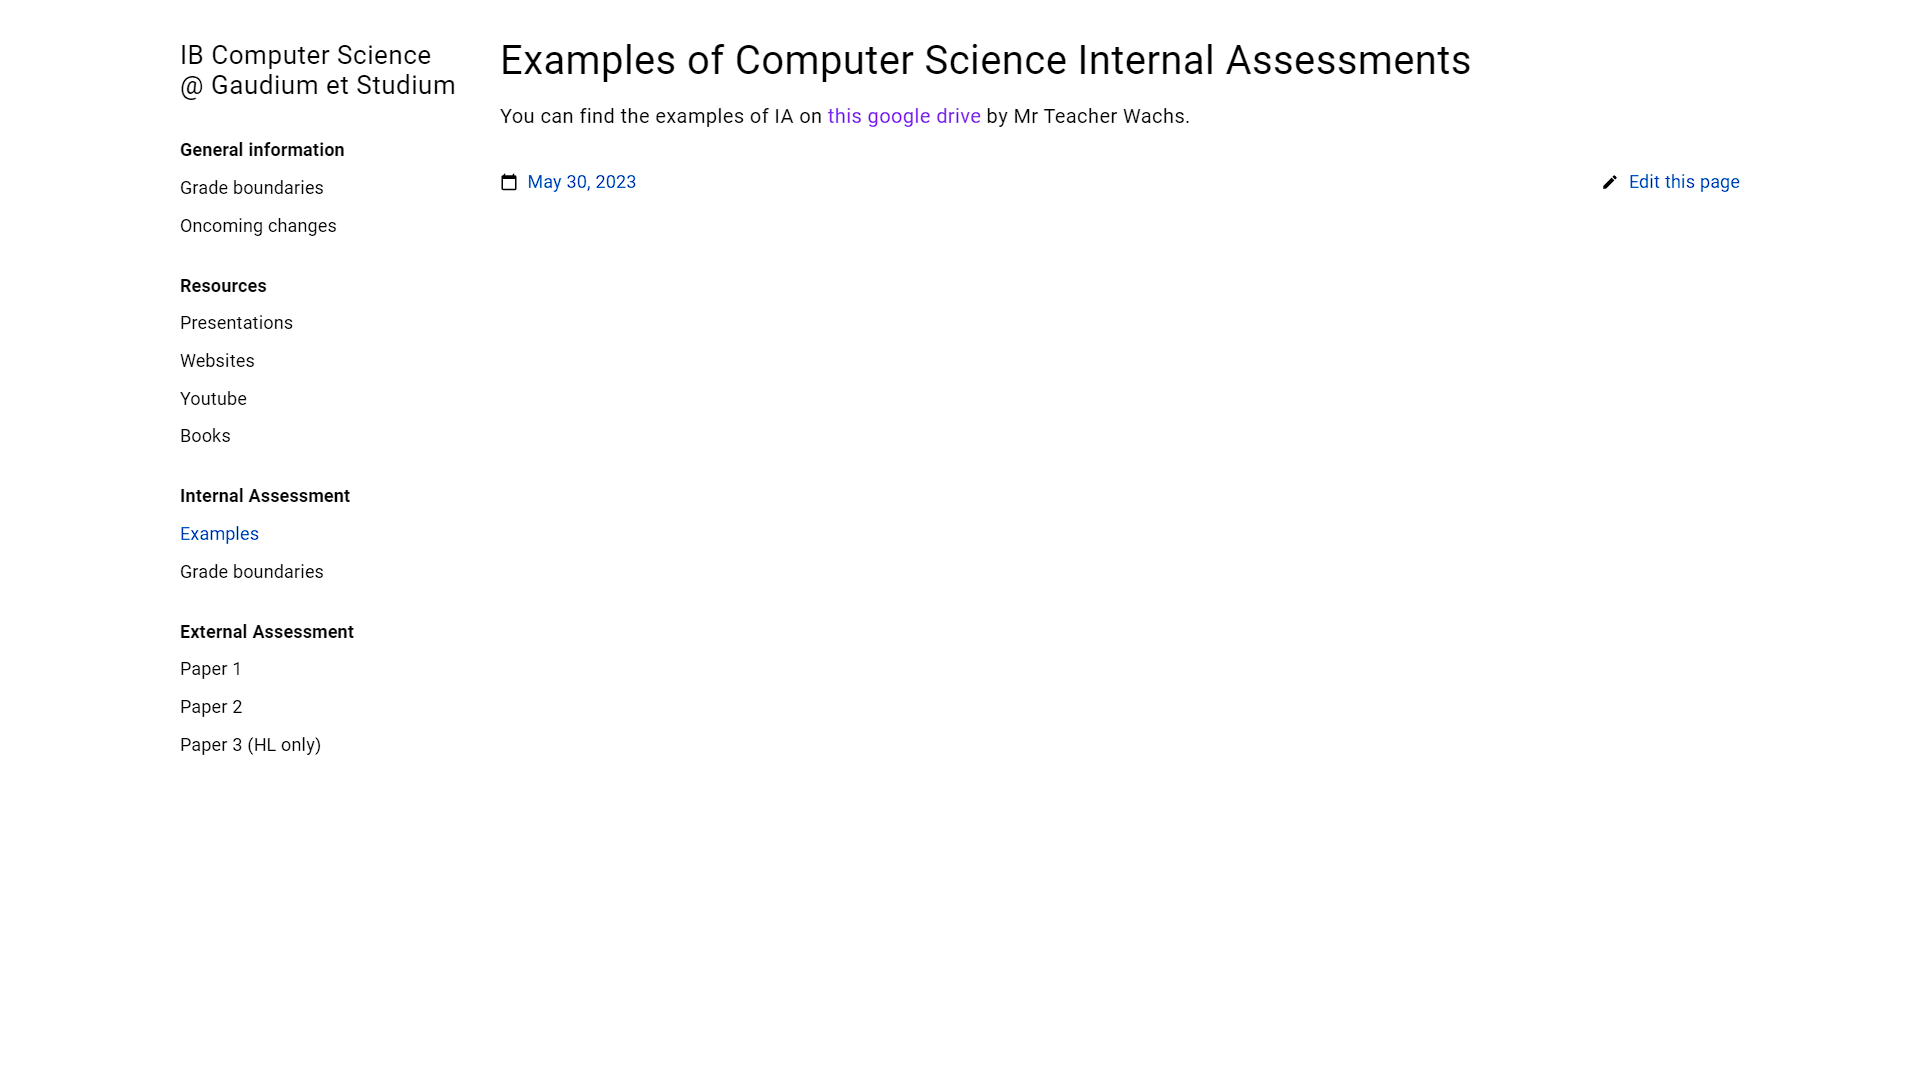 IB Computer Science
@ Gaudium et Studium
General information
Grade boundaries
Oncoming changes
Resources
Presentations
Websites
Youtube
Books
Internal Assessment
Examples
Grade boundaries
External Assessment
Paper 1
Paper 2
Paper 3 (HL only)
Examples of Computer Science Internal Assessments
You can find the examples of IA on this google drive by Mr Teacher Wachs.
May 30, 2023
Edit this page